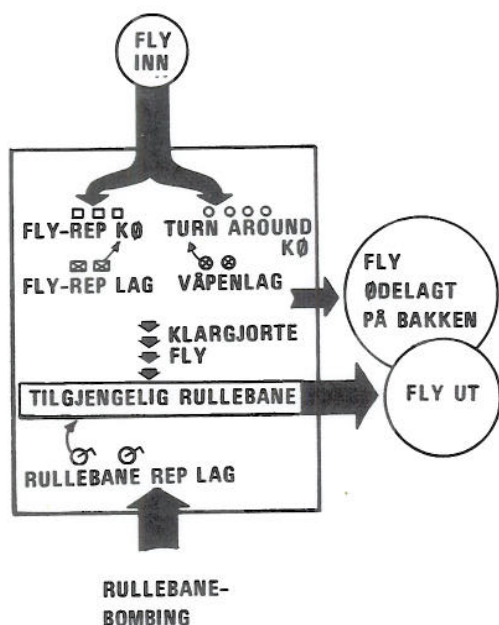 FLY
INN
FLY-REP KØ
TURN AROUND
KØ
FLY-REP LAG
VÅPENLAG
FLY
ØDELAGT
PÅ BAKKEN
KLARGJORTE
FLY
TILGJENGELIG RULLEBANE
FLY UT
RULLEBANE REP LAG
RULLEBANE-
BOMBING